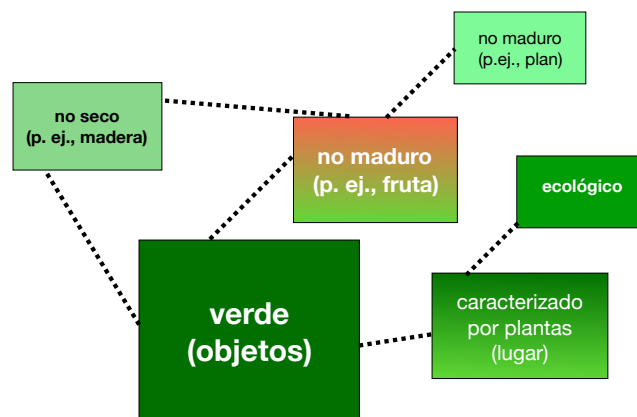 no maduro
(p.ej., plan)
no seco
(p. ej., madera)
no maduro
(p. ej., fruta)
ecológico
verde
(objetos)
caracterizado
por plantas
(lugar)